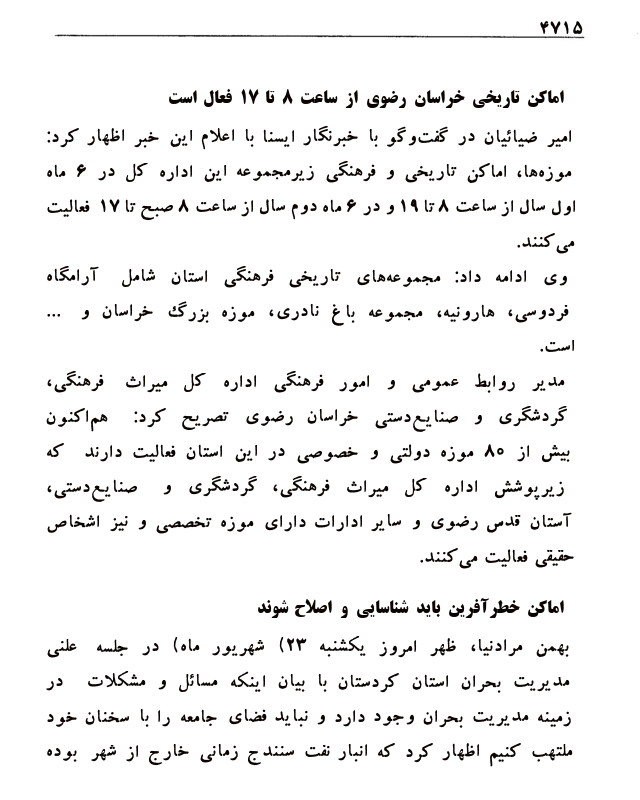 ۴۷۱۵
اماکن تاریخی خراسان رضوی از ساعت ۸ تا ۱۷ فعال است
امیر ضیائیان در گفت‌وگو با خبرنگار ایسنا با اعلام این خبر اظهار کرد:
موزه‌ها، اماکن تاریخی و فرهنگی زیرمجموعه این اداره کل در ۶ ماه
اول سال از ساعت ۸ تا ۱۹ و در ۶ ماه دوم سال از ساعت ۸ صبح تا ۱۷ فعالیت
می‌کنند.
وی ادامه داد: مجموعه‌های تاریخی فرهنگی استان شامل آرامگاه
فردوسی، هارونیه، مجموعه باغ نادری، موزه بزرگ خراسان و ...
است.
مدیر روابط عمومی و امور فرهنگی اداره کل میراث فرهنگی،
گردشگری و صنایع‌دستی خراسان رضوی تصریح کرد: هم‌اکنون
بیش از ۸۰ موزه دولتی و خصوصی در این استان فعالیت دارند که
زیرپوشش اداره کل میراث فرهنگی، گردشگری و صنایع‌دستی،
آستان قدس رضوی و سایر ادارات دارای موزه تخصصی و نیز اشخاص
حقیقی فعالیت می‌کنند.
اماکن خطرآفرین باید شناسایی و اصلاح شوند
بهمن مرادنیا، ظهر امروز یکشنبه ۲۳) شهریور ماه) در جلسه علنی
مدیریت بحران استان کردستان با بیان اینکه مسائل و مشکلات در
زمینه مدیریت بحران وجود دارد و نباید فضای جامعه را با سخنان خود
ملتهب کنیم اظهار کرد که انبار نفت سنندج زمانی خارج از شهر بوده